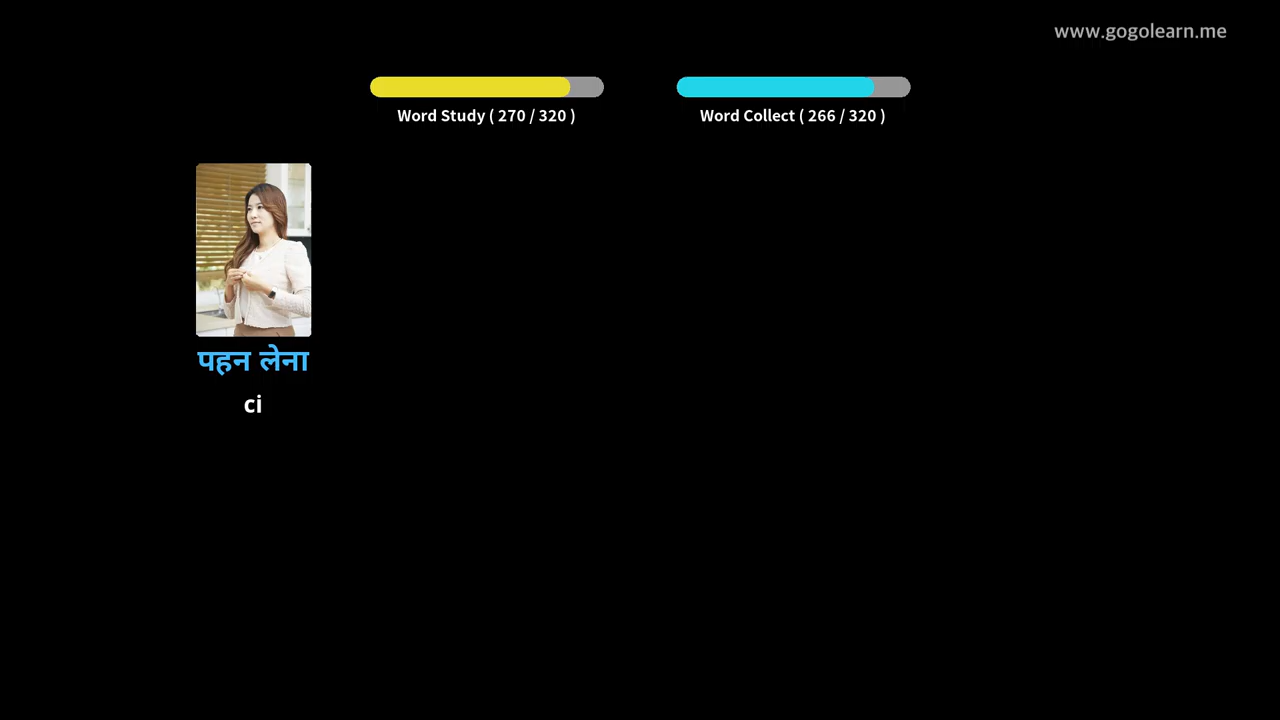 www.gogolearn.me
Word Study ( 270 / 320 )
Word Collect ( 266 / 320 )
पहन लेना
ci